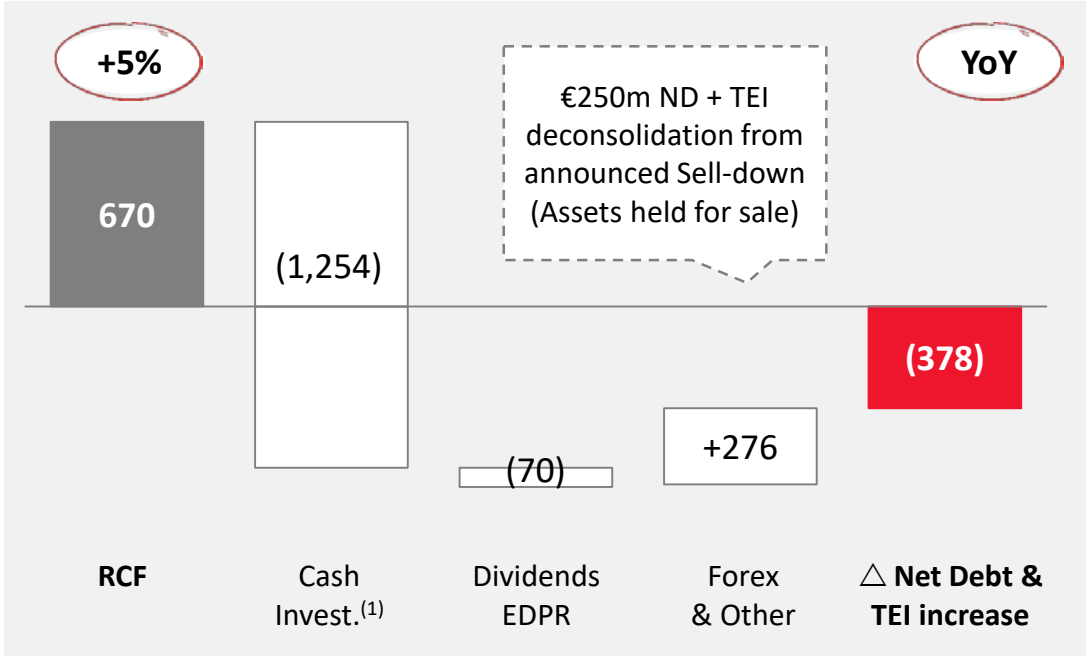 +5%
YoY
€250m ND + TEI
deconsolidation from
announced Sell-down
(Assets held for sale)
670
(1,254)
(70)
+276
(378)
RCF
Cash
Invest.(1)
Dividends
EDPR
Forex
& Other
△ Net Debt &
TEI increase